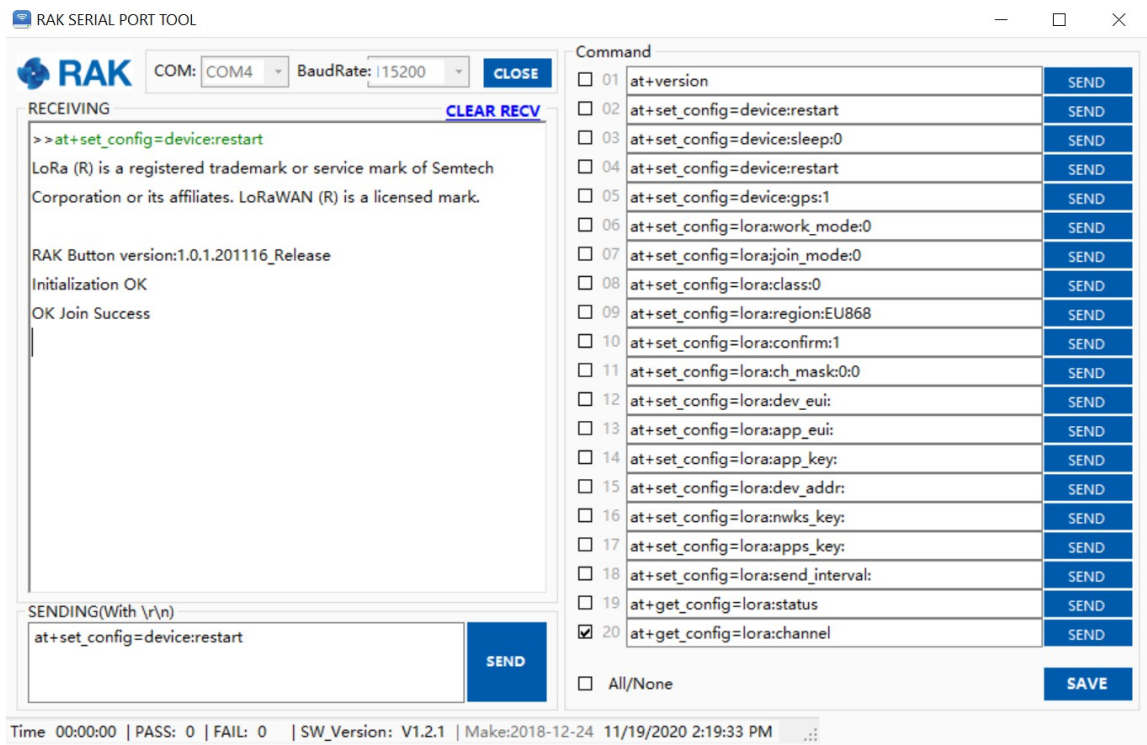 RAK SERIAL PORT TOOL
RAK COM: COM4 BaudRate: 115200 CLOSE
RECEIVING CLEAR RECV
>>at+set_config=device:restart
LoRa (R) is a registered trademark or service mark of Semtech
Corporation or its affiliates. LoRaWAN (R) is a licensed mark.
RAK Button version:1.0.1.201116_Release
Initialization OK
OK Join Success
SENDING(With \r\n)
at+set_config=device:restart
SEND
Command
01 at+version SEND
02 at+set_config=device:restart SEND
03 at+set_config=device:sleep:0 SEND
04 at+set_config=device:restart SEND
05 at+set_config=device:gps:1 SEND
06 at+set_config=lora:work_mode:0 SEND
07 at+set_config=lora:join_mode:0 SEND
08 at+set_config=lora:class:0 SEND
09 at+set_config=lora:region:EU868 SEND
10 at+set_config=lora:confirm:1 SEND
11 at+set_config=lora:ch_mask:0:0 SEND
12 at+set_config=lora:dev_eui: SEND
13 at+set_config=lora:app_eui: SEND
14 at+set_config=lora:app_key: SEND
15 at+set_config=lora:dev_addr: SEND
16 at+set_config=lora:nwks_key: SEND
17 at+set_config=lora:apps_key: SEND
18 at+set_config=lora:send_interval: SEND
19 at+get_config=lora:status SEND
20 at+get_config=lora:channel SEND
All/None SAVE
Time 00:00:00 | PASS: 0 | FAIL: 0 | SW_Version: V1.2.1 | Make:2018-12-24 11/19/2020 2:19:33 PM